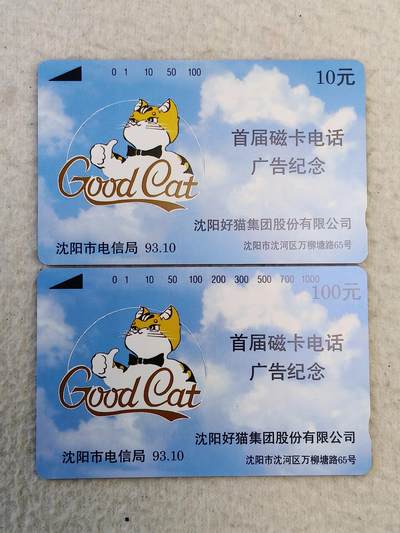 0 1 10 50 100
10元
Good Cat
首届磁卡电话
广告纪念
沈阳好猫集团股份有限公司
沈阳市沈河区万柳塘路65号
沈阳市电信局 93.10
0 1 10 50 100 200 300 500 700 1000
100元
Good Cat
首届磁卡电话
广告纪念
沈阳好猫集团股份有限公司
沈阳市沈河区万柳塘路65号
沈阳市电信局 93.10